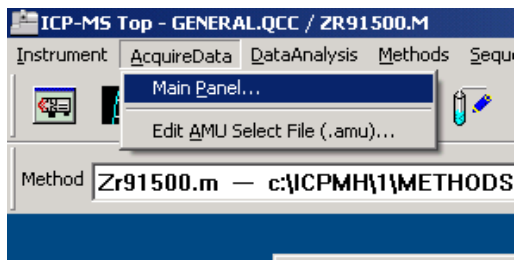 ICP-MS Top - GENERAL.QCC / ZR91500.M
Instrument AcquireData DataAnalysis Methods Sequ
Main Panel...
Edit AMU Select File (.amu)...
Method Zr91500.m — c:\ICPMH\1\METHODS